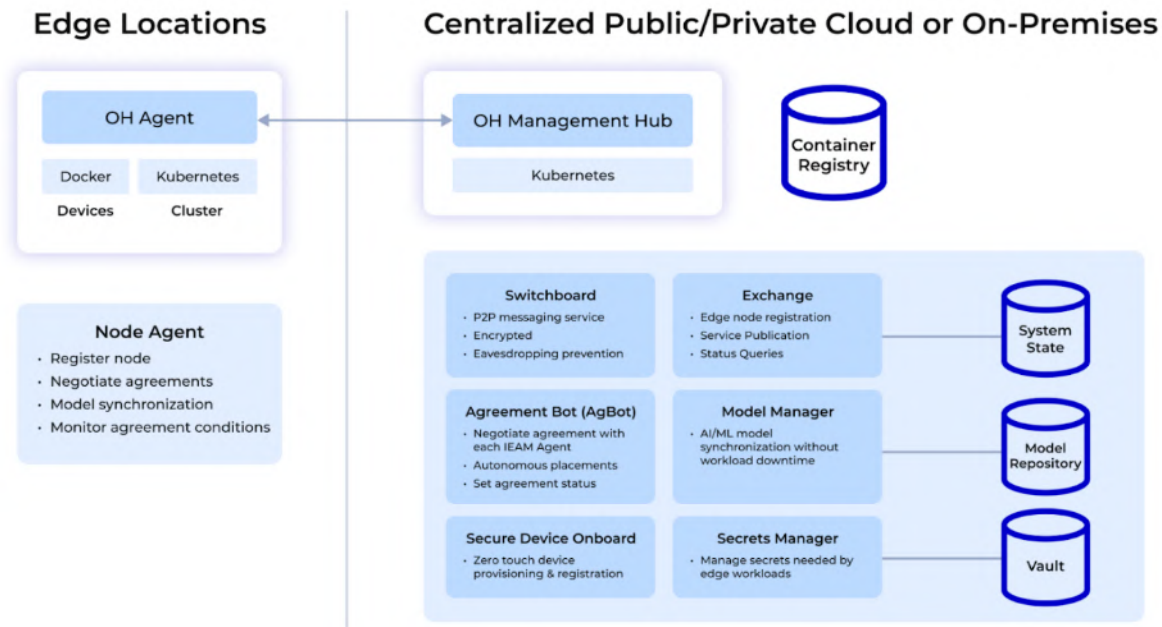 Edge Locations
Centralized Public/Private Cloud or On-Premises
OH Agent
Docker
Kubernetes
Devices
Cluster
OH Management Hub
Kubernetes
Container
Registry
Node Agent
• Register node
• Negotiate agreements
• Model synchronization
• Monitor agreement conditions
Switchboard
• P2P messaging service
• Encrypted
• Eavesdropping prevention
Exchange
• Edge node registration
• Service Publication
• Status Queries
System
State
Agreement Bot (AgBot)
• Negotiate agreement with
each IEAM Agent
• Autonomous placements
• Set agreement status
Model Manager
• AI/ML model
synchronization without
workload downtime
Model
Repository
Secure Device Onboard
• Zero touch device
provisioning & registration
Secrets Manager
• Manage secrets needed by
edge workloads
Vault